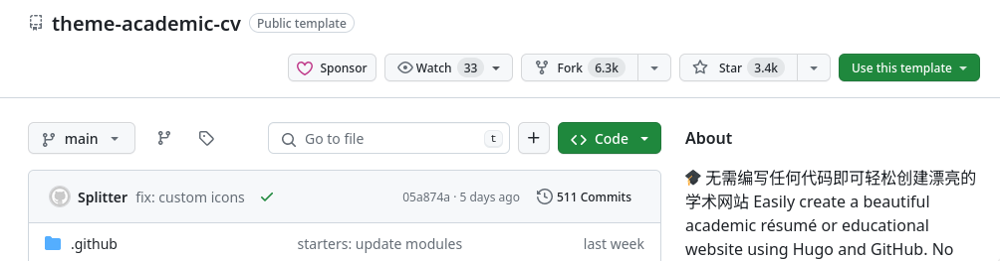 theme-academic-cv Public template
Sponsor Watch 33 Fork 6.3k Star 3.4k Use this template
main Go to file t + <> Code
About
Splitter fix: custom icons 05a874a · 5 days ago 511 Commits
.github starters: update modules last week
🎓 无需编写任何代码即可轻松创建漂亮的
学术网站 Easily create a beautiful
academic résumé or educational
website using Hugo and GitHub. No